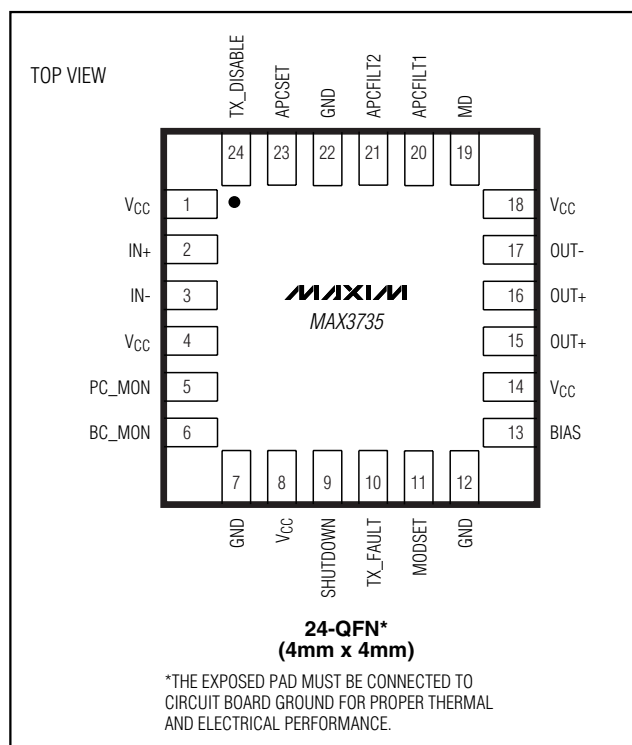 TOP VIEW
TX_DISABLE
APCSET
GND
APCFILT2
APCFILT1
MD
24
23
22
21
20
19
VCC 1
IN+ 2
IN- 3
VCC 4
PC_MON 5
BC_MON 6
18 VCC
17 OUT-
16 OUT+
15 OUT+
14 VCC
13 BIAS
MAXIM
MAX3735
7
8
9
10
11
12
GND
VCC
SHUTDOWN
TX_FAULT
MODSET
GND
24-QFN*
(4mm x 4mm)
*THE EXPOSED PAD MUST BE CONNECTED TO
CIRCUIT BOARD GROUND FOR PROPER THERMAL
AND ELECTRICAL PERFORMANCE.